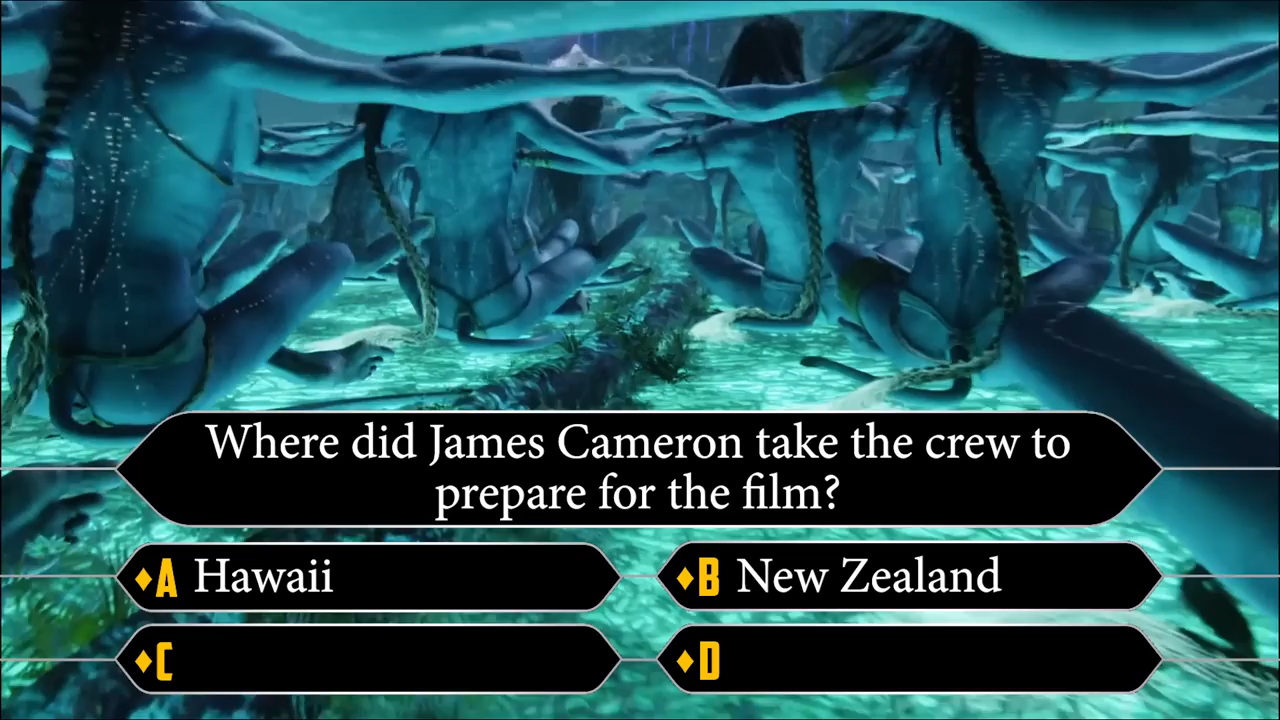 Where did James Cameron take the crew to
prepare for the film?
A Hawaii
B New Zealand
C
D